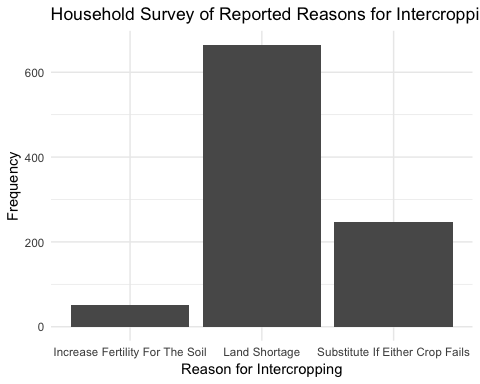 Household Survey of Reported Reasons for Intercroppi
Frequency
600
400
200
0
Increase Fertility For The Soil Land Shortage Substitute If Either Crop Fails
Reason for Intercropping